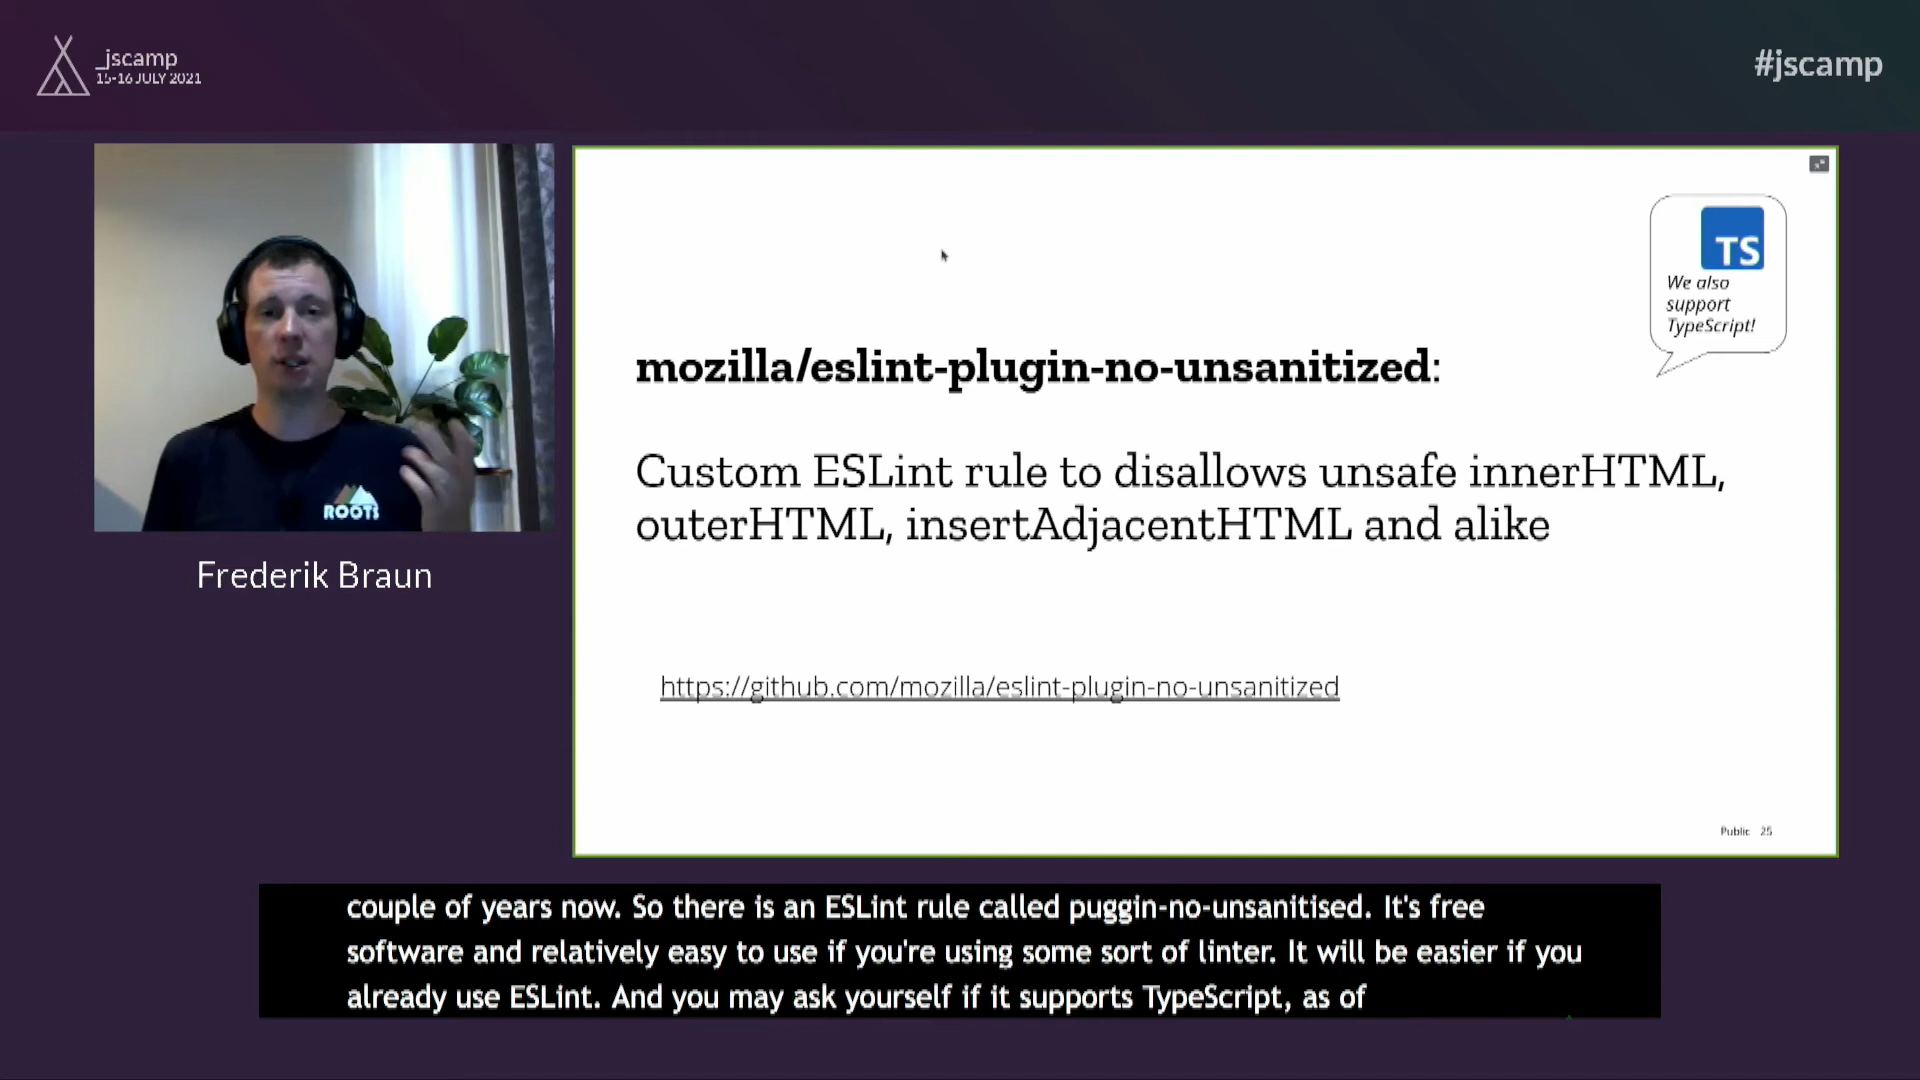 _jscamp
15-16 JULY 2021
#jscamp
TS
We also
support
TypeScript!
mozilla/eslint-plugin-no-unsanitized:
Custom ESLint rule to disallows unsafe innerHTML,
outerHTML, insertAdjacentHTML and alike
https://github.com/mozilla/eslint-plugin-no-unsanitized
Public 25
ROOTS
Frederik Braun
couple of years now. So there is an ESLint rule called puggin-no-unsanitised. It's free
software and relatively easy to use if you're using some sort of linter. It will be easier if you
already use ESLint. And you may ask yourself if it supports TypeScript, as of